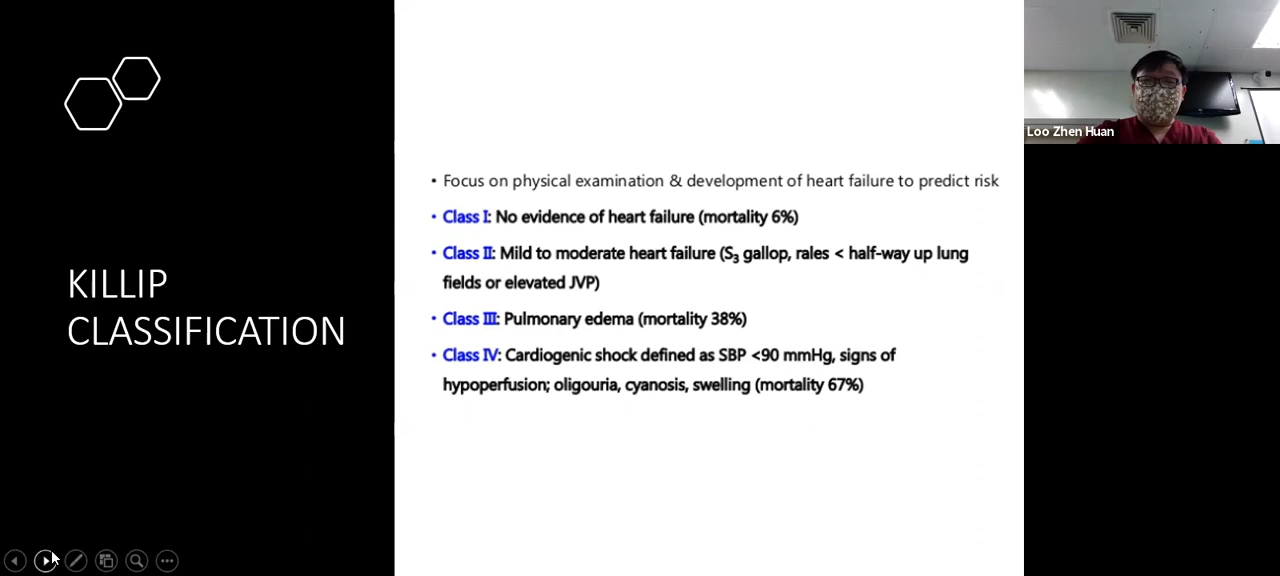 KILLIP
CLASSIFICATION
• Focus on physical examination & development of heart failure to predict risk
• Class I: No evidence of heart failure (mortality 6%)
• Class II: Mild to moderate heart failure (S₃ gallop, rales < half-way up lung
fields or elevated JVP)
• Class III: Pulmonary edema (mortality 38%)
• Class IV: Cardiogenic shock defined as SBP <90 mmHg, signs of
hypoperfusion; oligouria, cyanosis, swelling (mortality 67%)
Loo Zhen Huan